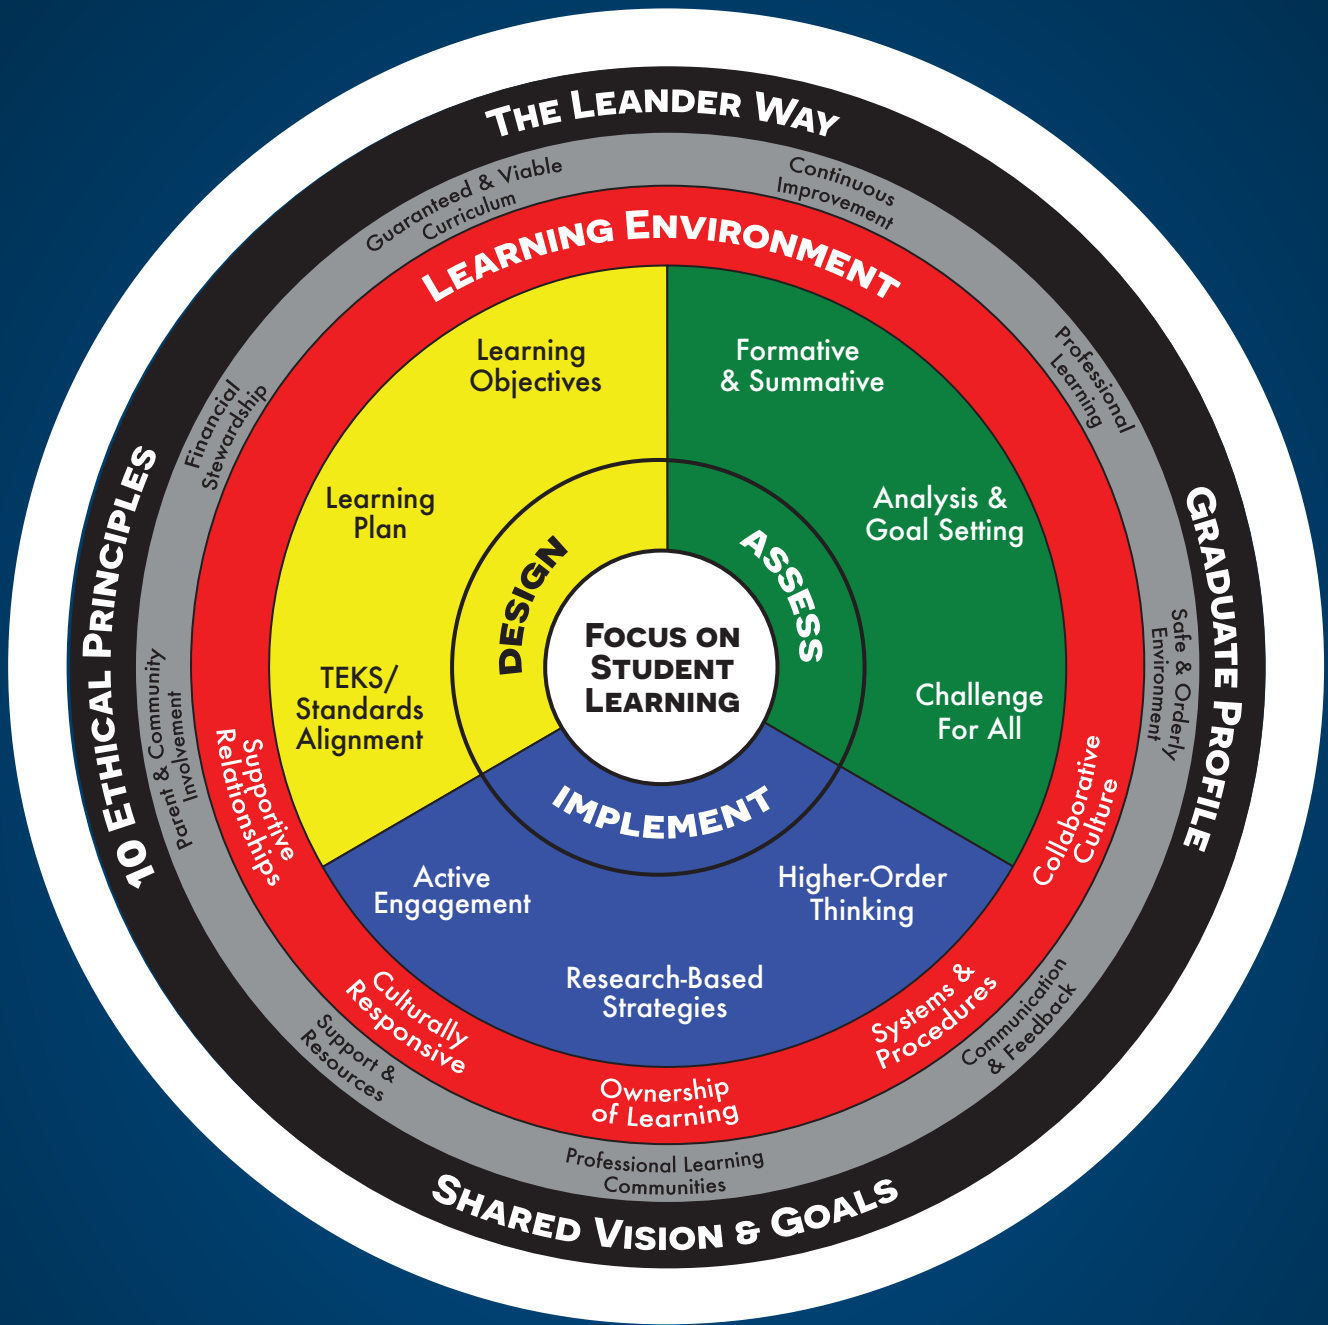 THE LEANDER WAY
GRADUATE PROFILE
SHARED VISION & GOALS
10 ETHICAL PRINCIPLES
Guaranteed & Viable
Curriculum
Continuous
Improvement
Professional
Learning
Safe & Orderly
Environment
Communication
& Feedback
Professional Learning
Communities
Support &
Resources
Parent & Community
Involvement
Financial
Stewardship
LEARNING ENVIRONMENT
Collaborative
Culture
Systems &
Procedures
Ownership
of Learning
Culturally
Responsive
Supportive
Relationships
Learning
Objectives
Learning
Plan
TEKS/
Standards
Alignment
DESIGN
Formative
& Summative
Analysis &
Goal Setting
Challenge
For All
ASSESS
FOCUS ON
STUDENT
LEARNING
IMPLEMENT
Active
Engagement
Higher-Order
Thinking
Research-Based
Strategies